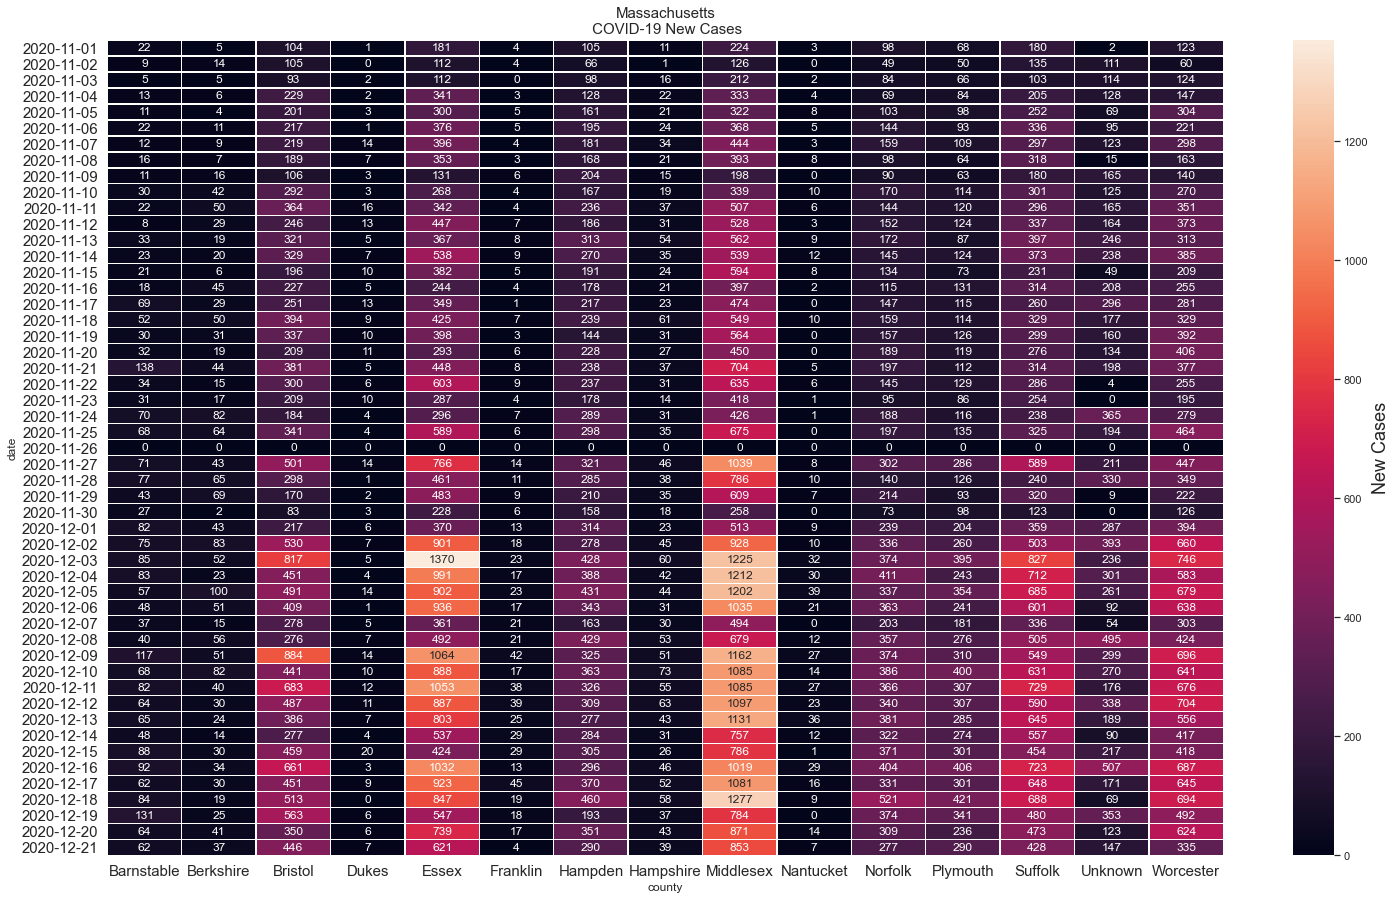 Massachusetts
COVID-19 New Cases
2020-11-01 22 5 104 1 181 4 105 11 224 3 98 68 180 2 123
2020-11-02 9 14 105 0 112 4 66 1 126 0 49 50 135 111 60
2020-11-03 5 5 93 2 112 0 98 16 212 2 84 66 103 114 124
2020-11-04 13 6 229 2 341 3 128 22 333 4 69 84 205 128 147
2020-11-05 11 4 201 3 300 5 161 21 322 8 103 98 252 69 304
2020-11-06 22 11 217 1 376 5 195 24 368 5 144 93 336 95 221
2020-11-07 12 9 219 14 396 4 181 34 444 3 159 109 297 123 298
2020-11-08 16 7 189 7 353 3 168 21 393 8 98 64 318 15 163
2020-11-09 11 16 106 3 131 6 204 15 198 0 90 63 180 165 140
2020-11-10 30 42 292 3 268 4 167 19 339 10 170 114 301 125 270
2020-11-11 22 50 364 16 342 4 236 37 507 6 144 120 296 165 351
2020-11-12 8 29 246 13 447 7 186 31 528 3 152 124 337 164 373
2020-11-13 33 19 321 5 367 8 313 54 562 9 172 87 397 246 313
2020-11-14 23 20 329 7 538 9 270 35 539 12 145 124 373 238 385
2020-11-15 21 6 196 10 382 5 191 24 594 8 134 73 231 49 209
2020-11-16 18 45 227 5 244 4 178 21 397 2 115 131 314 208 255
2020-11-17 69 29 251 13 349 1 217 23 474 0 147 115 260 296 281
2020-11-18 52 50 394 9 425 7 239 61 549 10 159 114 329 177 329
2020-11-19 30 31 337 10 398 3 144 31 564 0 157 126 299 160 392
2020-11-20 32 19 209 11 293 6 228 27 450 0 189 119 276 134 406
2020-11-21 138 44 381 5 448 8 238 37 704 5 197 112 314 198 377
2020-11-22 34 15 300 6 603 9 237 31 635 6 145 129 286 4 255
2020-11-23 31 17 209 10 287 4 178 14 418 1 95 86 254 0 195
2020-11-24 70 82 184 4 296 7 289 31 426 1 188 116 238 365 279
2020-11-25 68 64 341 4 589 6 298 35 675 0 197 135 325 194 464
2020-11-26 0 0 0 0 0 0 0 0 0 0 0 0 0 0 0
2020-11-27 71 43 501 14 766 14 321 46 1039 8 302 286 589 211 447
2020-11-28 77 65 298 1 461 11 285 38 786 10 140 126 240 330 349
2020-11-29 43 69 170 2 483 9 210 35 609 7 214 93 320 9 222
2020-11-30 27 2 83 3 228 6 158 18 258 0 73 98 123 0 126
2020-12-01 82 43 217 6 370 13 314 23 513 9 239 204 359 287 394
2020-12-02 75 83 530 7 901 18 278 45 928 10 336 260 503 393 660
2020-12-03 85 52 817 5 1370 23 428 60 1225 32 374 395 827 236 746
2020-12-04 83 23 451 4 991 17 388 42 1212 30 411 243 712 301 583
2020-12-05 57 100 491 14 902 23 431 44 1202 39 337 354 685 261 679
2020-12-06 48 51 409 1 936 17 343 31 1035 21 363 241 601 92 638
2020-12-07 37 15 278 5 361 21 163 30 494 0 203 181 336 54 303
2020-12-08 40 56 276 7 492 21 429 53 679 12 357 276 505 495 424
2020-12-09 117 51 884 14 1064 42 325 51 1162 27 374 310 549 299 696
2020-12-10 68 82 441 10 888 17 363 73 1085 14 386 400 631 270 641
2020-12-11 82 40 683 12 1053 38 326 55 1085 27 366 307 729 176 676
2020-12-12 64 30 487 11 887 39 309 63 1097 23 340 307 590 338 704
2020-12-13 65 24 386 7 803 25 277 43 1131 36 381 285 645 189 556
2020-12-14 48 14 277 4 537 29 284 31 757 12 322 274 557 90 417
2020-12-15 88 30 459 20 424 29 305 26 786 1 371 301 454 217 418
2020-12-16 92 34 661 3 1032 13 296 46 1019 29 404 406 723 507 687
2020-12-17 62 30 451 9 923 45 370 52 1081 16 331 301 648 171 645
2020-12-18 84 19 513 0 847 19 460 58 1277 9 521 421 688 69 694
2020-12-19 131 25 563 6 547 18 193 37 784 0 374 341 480 353 492
2020-12-20 64 41 350 6 739 17 351 43 871 14 309 236 473 123 624
2020-12-21 62 37 446 7 621 4 290 39 853 7 277 290 428 147 335
Barnstable Berkshire Bristol Dukes Essex Franklin Hampden Hampshire Middlesex Nantucket Norfolk Plymouth Suffolk Unknown Worcester
county
date
1200
1000
800
600
400
200
0
New Cases